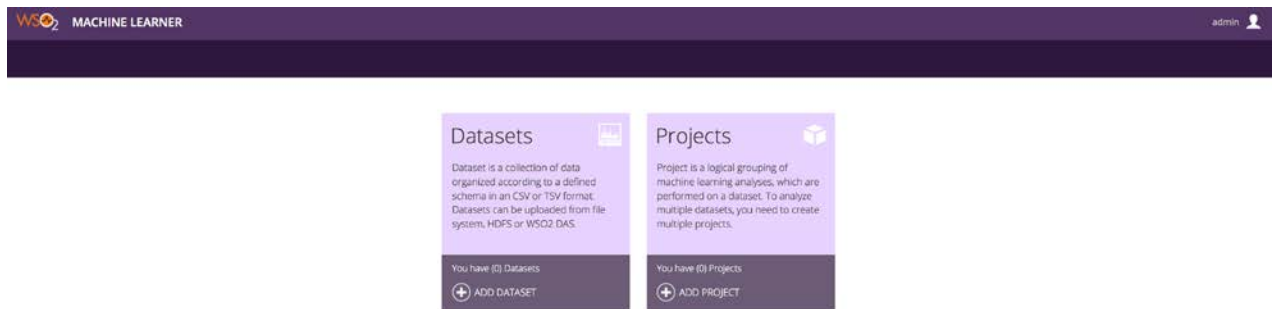 WSO2 MACHINE LEARNER
admin
Datasets
Dataset is a collection of data
organized according to a defined
schema in an CSV or TSV format.
Datasets can be uploaded from file
system, HDFS or WSO2 DAS
You have (0) Datasets
ADD DATASET
Projects
Project is a logical grouping of
machine learning analyses, which are
performed on a dataset. To analyze
multiple datasets, you need to create
multiple projects.
You have (0) Projects
ADD PROJECT